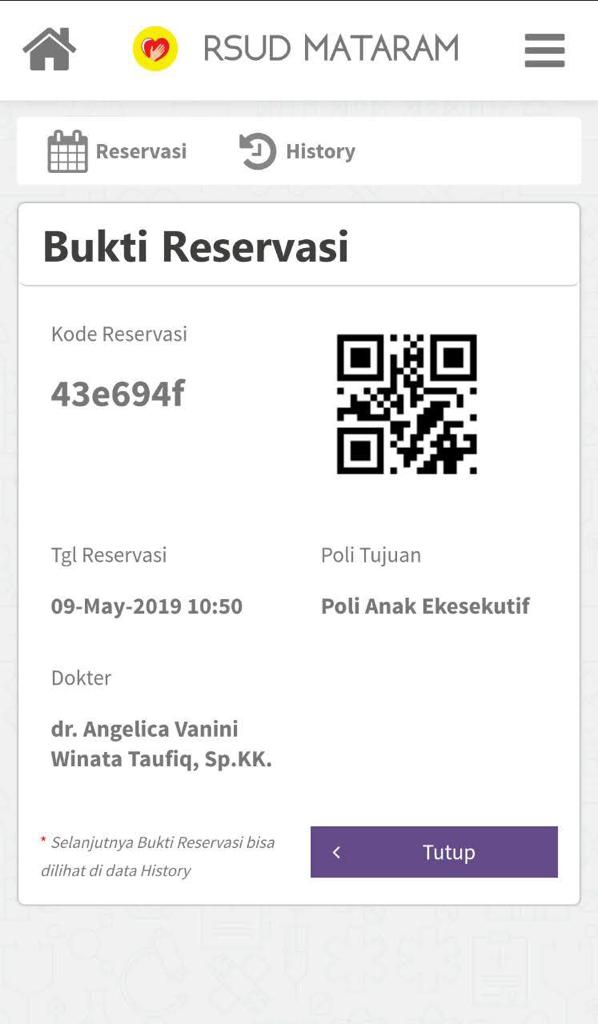 RSUD MATARAM
Reservasi
History
Bukti Reservasi
Kode Reservasi
43e694f
Tgl Reservasi
09-May-2019 10:50
Poli Tujuan
Poli Anak Ekesekutif
Dokter
dr. Angelica Vanini
Winata Taufiq, Sp.KK.
* Selanjutnya Bukti Reservasi bisa
dilihat di data History
Tutup